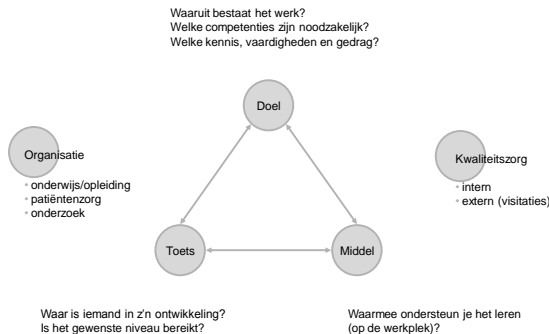 Waaruit bestaat het werk?
Welke competenties zijn noodzakelijk?
Welke kennis, vaardigheden en gedrag?
Doel
Organisatie
◦ onderwijs/opleiding
◦ patiëntenzorg
◦ onderzoek
Kwaliteitszorg
◦ intern
◦ extern (visitaties)
Toets
Middel
Waar is iemand in z'n ontwikkeling?
Is het gewenste niveau bereikt?
Waarmee ondersteun je het leren
(op de werkplek)?